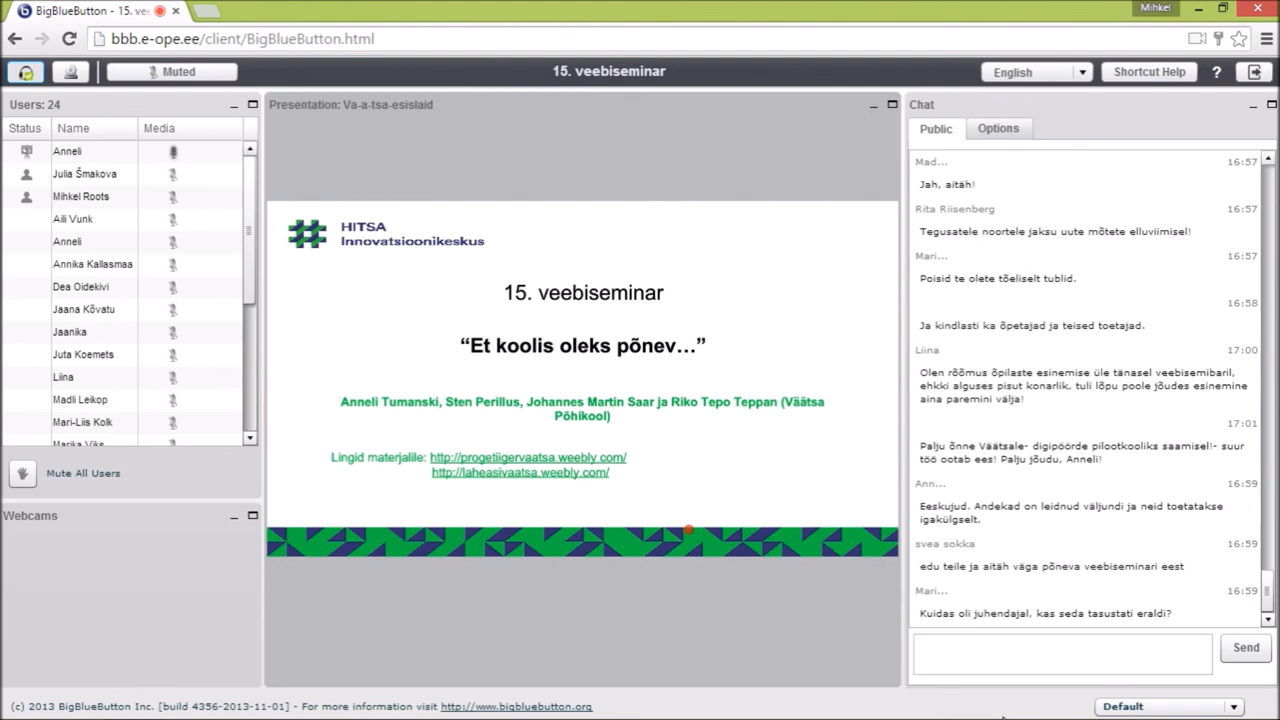 BigBlueButton - 15. ve
Mihkel
bbb.e-ope.ee/client/BigBlueButton.html
Muted
15. veebiseminar
English
Shortcut Help
?
Users: 24
Status Name Media
Anneli
Julia Šmakova
Mihkel Roots
Aili Vunk
Anneli
Annika Kallasmaa
Dea Oidekivi
Jaana Kõvatu
Jaanika
Juta Koemets
Liina
Madli Leikop
Mari-Liis Kolk
Marika Viks
Mute All Users
Webcams
Presentation: Va-a-tsa-esislaid
HITSA
Innovatsioonikeskus
15. veebiseminar
“Et koolis oleks põnev…”
Anneli Tumanski, Sten Perillus, Johannes Martin Saar ja Riko Tepo Teppan (Väätsa
Põhikool)
Lingid materjalile: http://progetiigervaatsa.weebly.com/
http://laheasivaatsa.weebly.com/
Chat
Public Options
Mad... 16:57
Jah, aitäh!
Rita Riisenberg 16:57
Tegusatele noortele jaksu uute mõtete elluviimisel!
Mari... 16:57
Poisid te olete tõeliselt tublid.
16:58
Ja kindlasti ka õpetajad ja teised toetajad.
Liina 17:00
Olen rõõmus õpilaste esinemise üle tänasel veebisemibaril,
ehkki alguses pisut konarlik, tuli lõpu poole jõudes esinemine
aina paremini välja!
17:01
Palju õnne Väätsale- digipöörde pilootkooliks saamisel!- suur
töö ootab ees! Palju jõudu, Anneli!
Ann... 16:59
Eeskujud. Andekad on leidnud väljundi ja neid toetatakse
igakülgselt.
svea sokka 16:59
edu teile ja aitäh väga põneva veebiseminari eest
Mari... 16:59
Kuidas oli juhendajal, kas seda tasustati eraldi?
Send
(c) 2013 BigBlueButton Inc. [build 4356-2013-11-01] - For more information visit http://www.bigbluebutton.org
Default